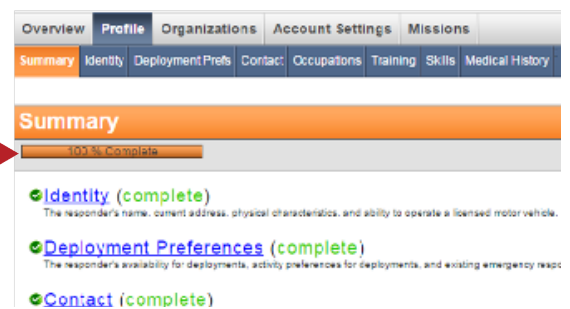 Overview Profile Organizations Account Settings Missions
Summary Identity Deployment Prefs Contact Occupations Training Skills Medical History
Summary
100 % Complete
Identity (complete)
The responder's name, current address, physical characteristics, and ability to operate a licensed motor vehicle.
Deployment Preferences (complete)
The responder's availability for deployments, activity preferences for deployments, and existing emergency respo
Contact (complete)